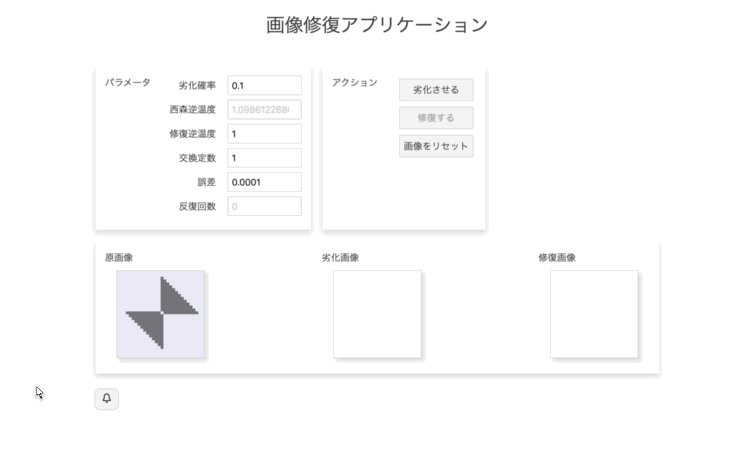 画像修復アプリケーション
パラメータ
劣化確率 0.1
西森逆温度 1.098612288
修復逆温度 1
交換定数 1
誤差 0.0001
反復回数 0
アクション
劣化させる
修復する
画像をリセット
原画像
劣化画像
修復画像